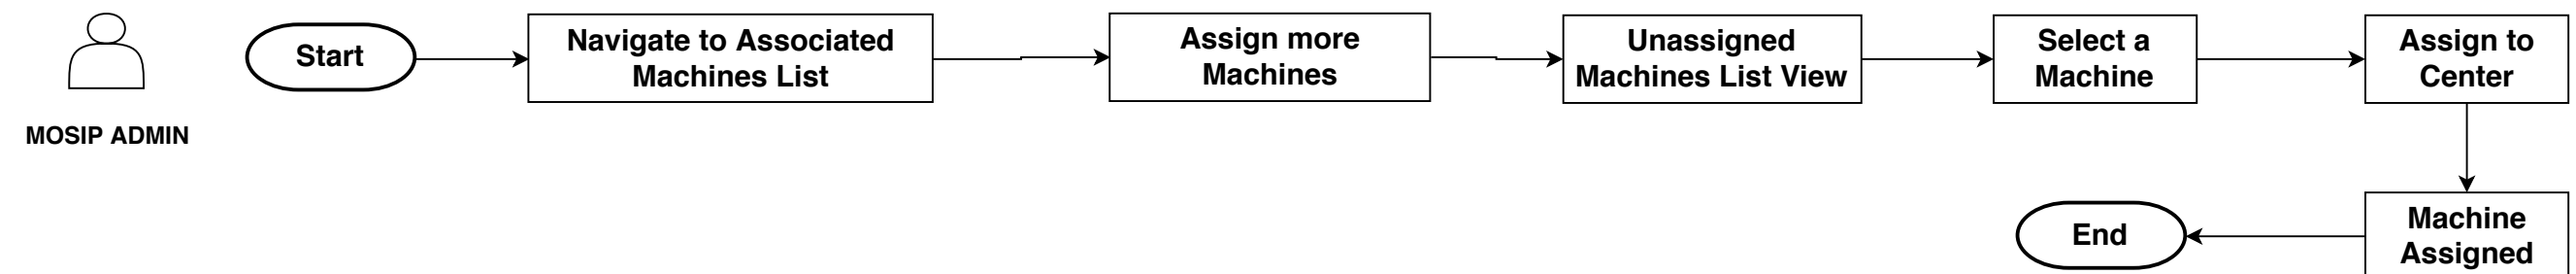 MOSIP ADMIN
Start
Navigate to Associated
Machines List
Assign more
Machines
Unassigned
Machines List View
Select a
Machine
Assign to
Center
Machine
Assigned
End